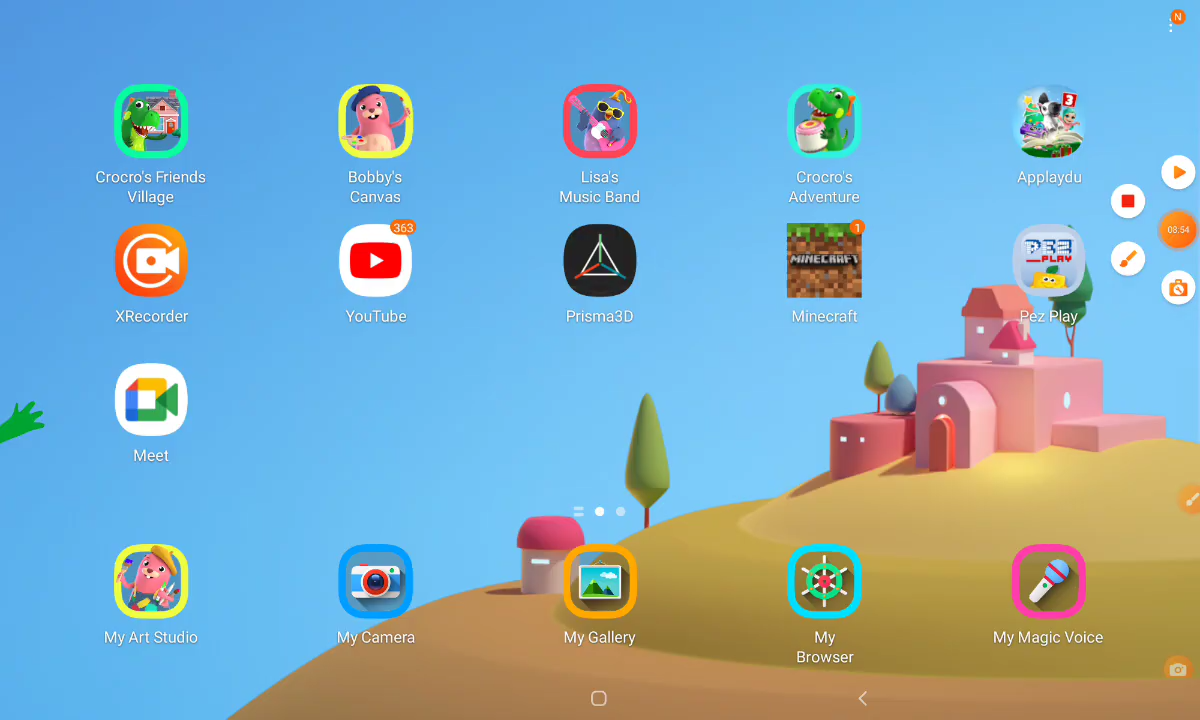 N
3
Crocro's Friends
Village
Bobby's
Canvas
Lisa's
Music Band
Crocro's
Adventure
Applaydu
363
MINECRAFT
1
PEZ
PLAY
08:54
XRecorder
YouTube
Prisma3D
Minecraft
Pez Play
Meet
My Art Studio
My Camera
My Gallery
My
Browser
My Magic Voice